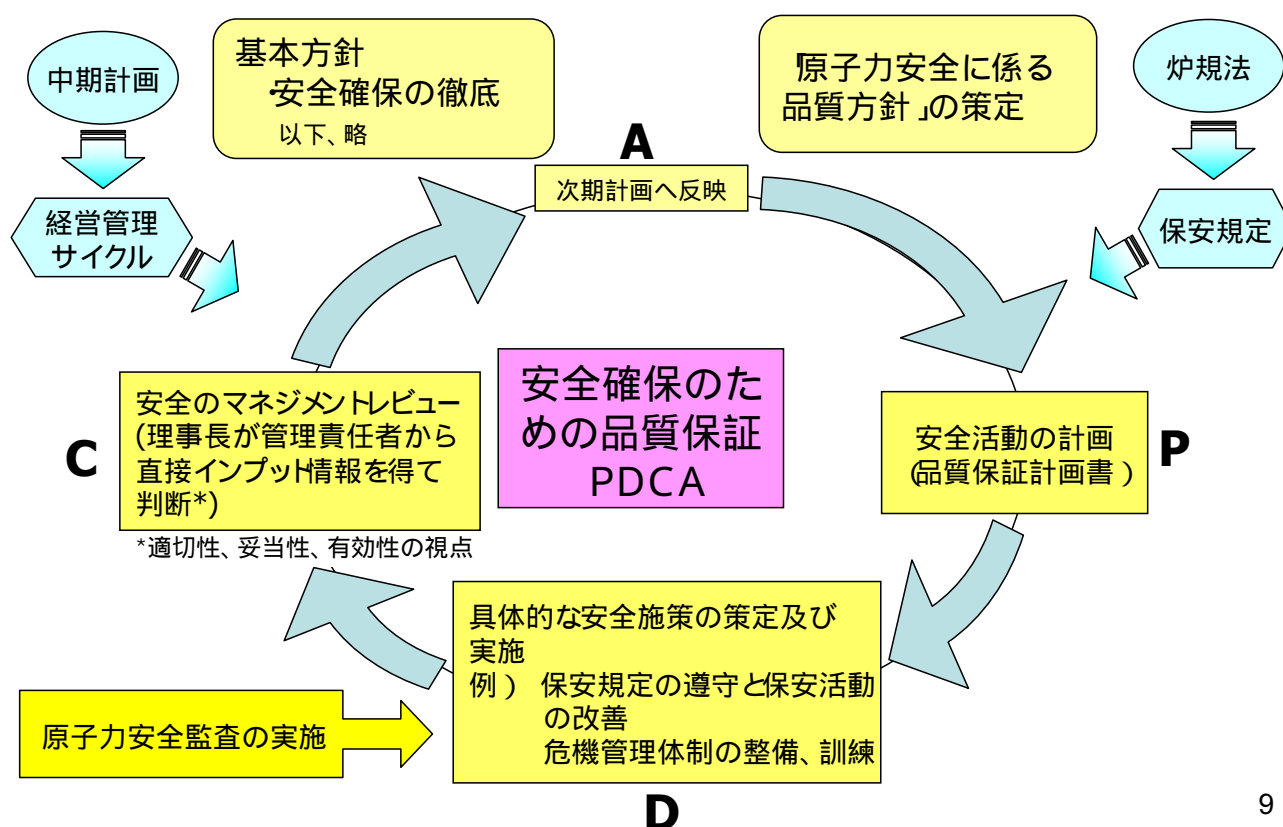 中期計画
基本方針
・安全確保の徹底
以下、略
「原子力安全に係る
品質方針」の策定
炉規法
A
次期計画へ反映
経営管理
サイクル
保安規定
安全のマネジメントレビュー
(理事長が管理責任者から
直接インプット情報を得て
判断*)
C
*適切性、妥当性、有効性の視点
安全確保のた
めの品質保証
PDCA
安全活動の計画
(品質保証計画書)
P
具体的な安全施策の策定及び
実施
例) 保安規定の遵守と保安活動
の改善
危機管理体制の整備、訓練
原子力安全監査の実施
D
9